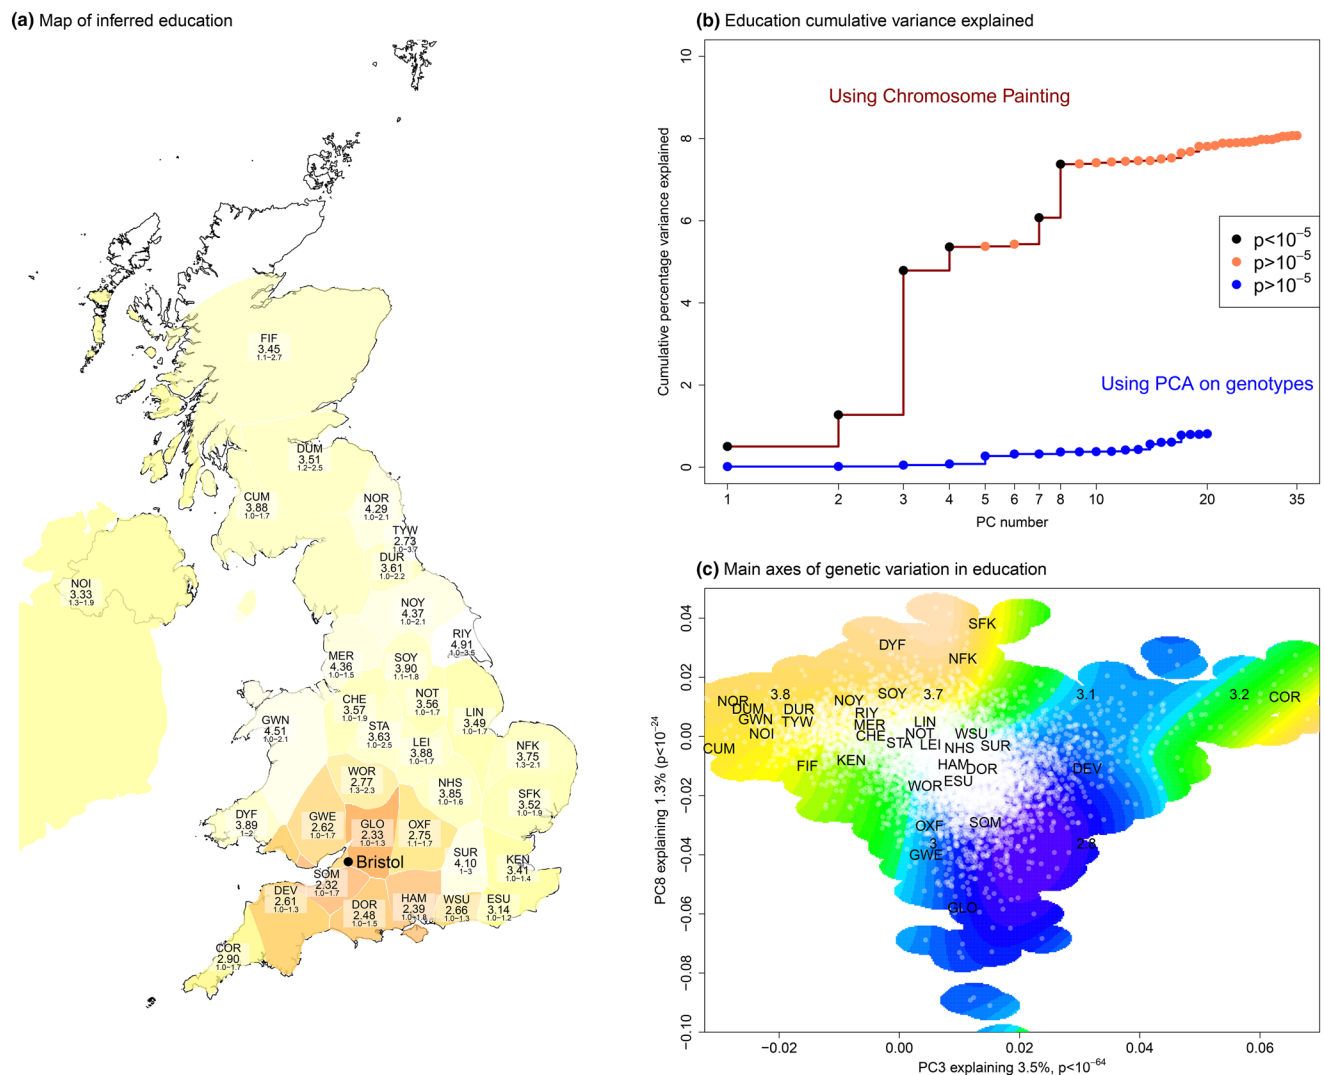 (a) Map of inferred education
FIF
3.45
1.1−2.7
DUM
3.51
1.2−2.5
CUM
3.88
1.0−1.7
NOR
4.29
1.0−2.1
TYW
2.73
1.0−3.7
DUR
3.61
1.0−2.2
NOI
3.33
1.3−1.9
NOY
4.37
1.0−2.1
RIY
4.91
1.0−3.5
MER
4.36
1.0−1.5
SOY
3.90
1.1−1.8
CHE
3.57
1.0−1.9
NOT
3.56
1.0−1.7
LIN
3.49
1.0−1.7
GWN
4.51
1.0−2.1
STA
3.63
1.0−2.5
LEI
3.88
1.0−1.7
NFK
3.75
1.3−2.1
WOR
2.77
1.3−2.3
NHS
3.85
1.0−1.6
SFK
3.52
1.0−1.9
DYF
3.89
1−2
GWE
2.62
1.0−1.7
GLO
2.33
1.0−1.3
OXF
2.75
1.1−1.7
Bristol
SUR
4.10
1−3
KEN
3.41
1.0−1.4
SOM
2.32
1.0−1.7
DEV
2.61
1.0−1.3
DOR
2.48
1.0−1.5
HAM
2.39
1.0−1.8
WSU
2.66
1.0−1.3
ESU
3.14
1.0−1.2
COR
2.90
1.0−1.7
(b) Education cumulative variance explained
Cumulative percentage variance explained
10
8
6
4
2
0
Using Chromosome Painting
p<10−5
p>10−5
p>10−5
Using PCA on genotypes
1 2 3 4 5 6 7 8 10 20 35
PC number
(c) Main axes of genetic variation in education
PC8 explaining 1.3% (p<10−24
0.04
0.02
0.00
−0.02
−0.04
−0.06
−0.08
−0.10
SFK
DYF
NFK
NOR 3.8 NOY SOY 3.7 3.1 3.2 COR
DUM DUR RIY
GWN TYW MER LIN
NOI CHE NOT WSU
CUM STA LEI NHS SUR
FIF KEN HAM DOR DEV
WOR ESU
OXF SOM
3 2.8
GWE
GLO
−0.02 0.00 0.02 0.04 0.06
PC3 explaining 3.5%, p<10−64